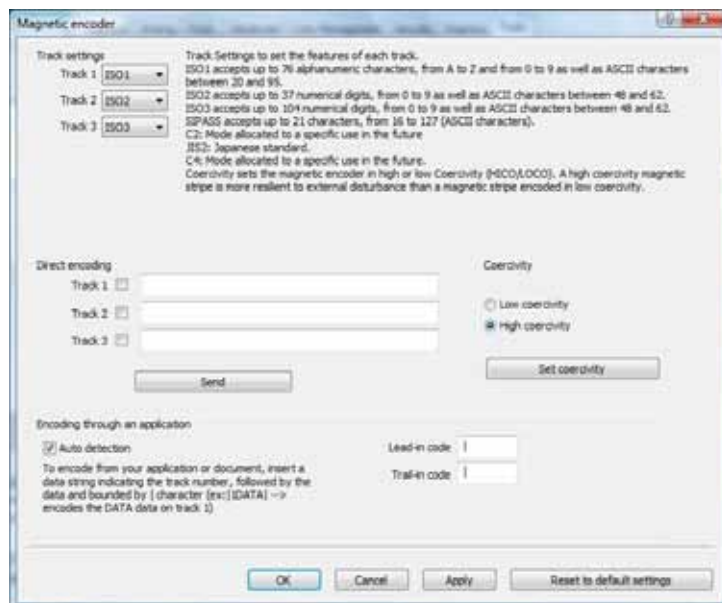 Magnetic encoder
Track settings
Track 1 ISO1
Track 2 ISO2
Track 3 ISO3
Track Settings to set the features of each track.
ISO1 accepts up to 76 alphanumeric characters, from A to Z and from 0 to 9 as well as ASCII characters
between 20 and 95.
ISO2 accepts up to 37 numerical digits, from 0 to 9 as well as ASCII characters between 48 and 62.
ISO3 accepts up to 104 numerical digits, from 0 to 9 as well as ASCII characters between 48 and 62.
SIPASS accepts up to 21 characters, from 16 to 127 (ASCII characters).
C2: Mode allocated to a specific use in the future
JIS2: Japanese standard.
C4: Mode allocated to a specific use in the future.
Coercivity sets the magnetic encoder in high or low Coercivity (HICO/LOCO). A high coercivity magnetic
stripe is more resilient to external disturbance than a magnetic stripe encoded in low coercivity.
Direct encoding
Track 1
Track 2
Track 3
Send
Coercivity
Low coercivity
High coercivity
Set coercivity
Encoding through an application
Auto detection
To encode from your application or document, insert a
data string indicating the track number, followed by the
data and bounded by | character (ex:|1DATA| -->
encodes the DATA data on track 1)
Lead-in code |
Trail-in code |
OK
Cancel
Apply
Reset to default settings